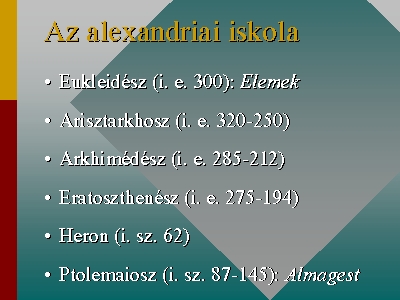 Az alexandriai iskola
• Eukleidész (i. e. 300): Elemek
• Arisztarkhosz (i. e. 320-250)
• Arkhimédész (i. e. 285-212)
• Eratoszthenész (i. e. 275-194)
• Heron (i. sz. 62)
• Ptolemaiosz (i. sz. 87-145): Almagest